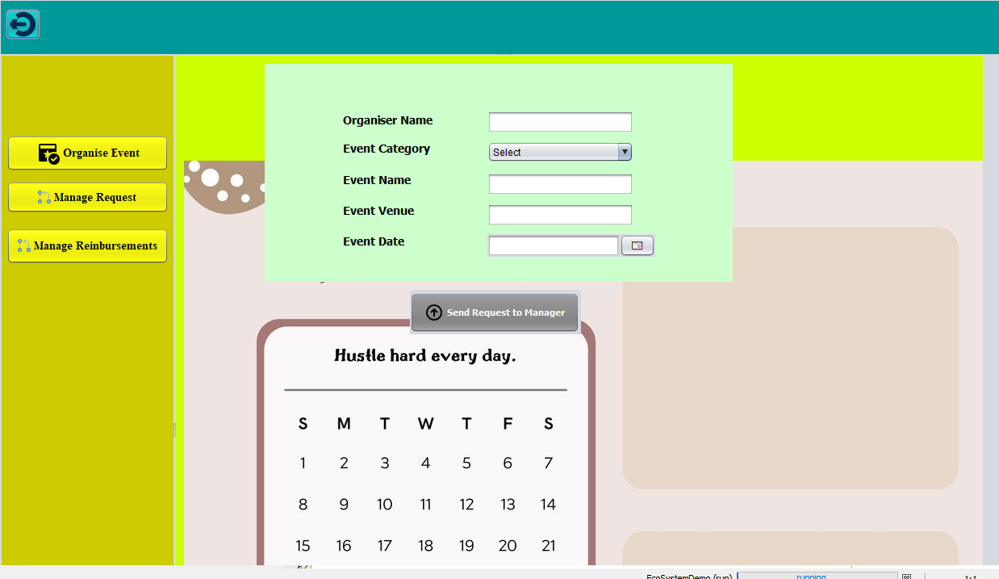 Organise Event
Manage Request
Manage Reimbursements
Organiser Name
Event Category
Select
Event Name
Event Venue
Event Date
Send Request to Manager
Hustle hard every day.
S M T W T F S
1 2 3 4 5 6 7
8 9 10 11 12 13 14
15 16 17 18 19 20 21
EcoSystemDemo (run)
running
1:1